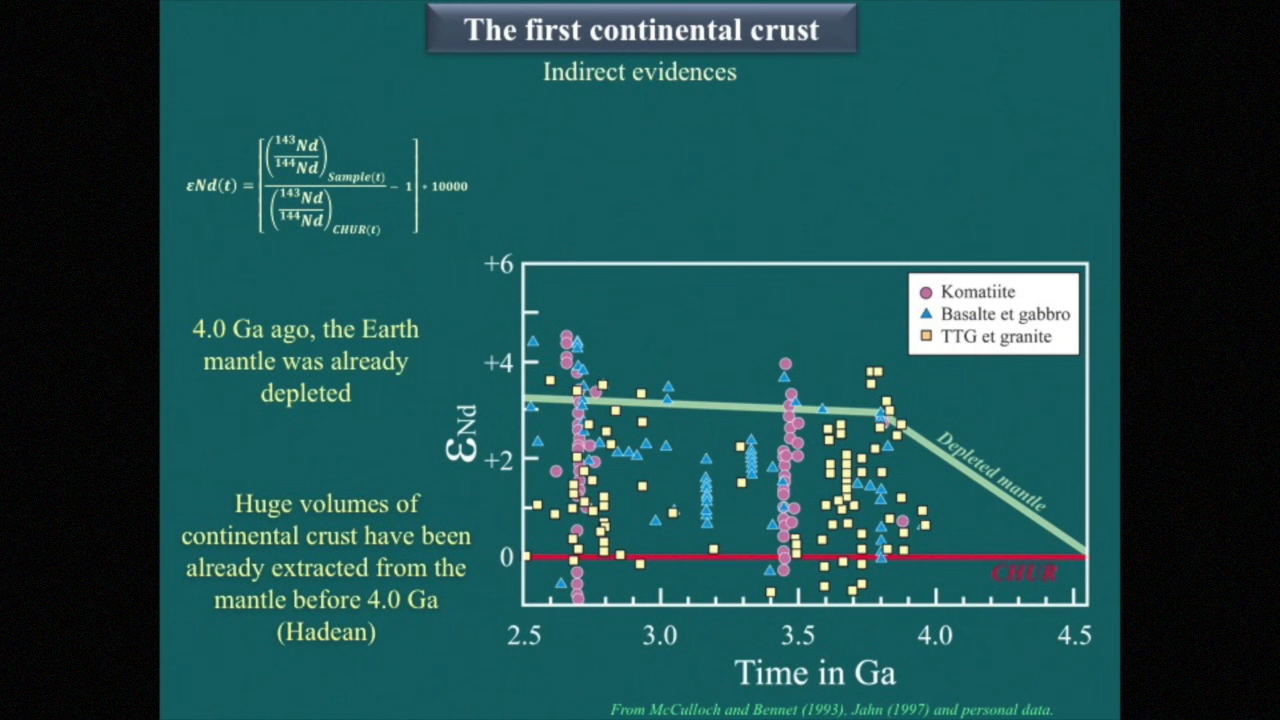 The first continental crust
Indirect evidences
εNd(t) = [ (143Nd/144Nd)Sample(t) / (143Nd/144Nd)CHUR(t) - 1 ] * 10000
4.0 Ga ago, the Earth
mantle was already
depleted
Huge volumes of
continental crust have been
already extracted from the
mantle before 4.0 Ga
(Hadean)
+6
+4
+2
0
εNd
Komatiite
Basalte et gabbro
TTG et granite
Depleted mantle
CHUR
2.5 3.0 3.5 4.0 4.5
Time in Ga
From McCulloch and Bennet (1993), Jahn (1997) and personal data.